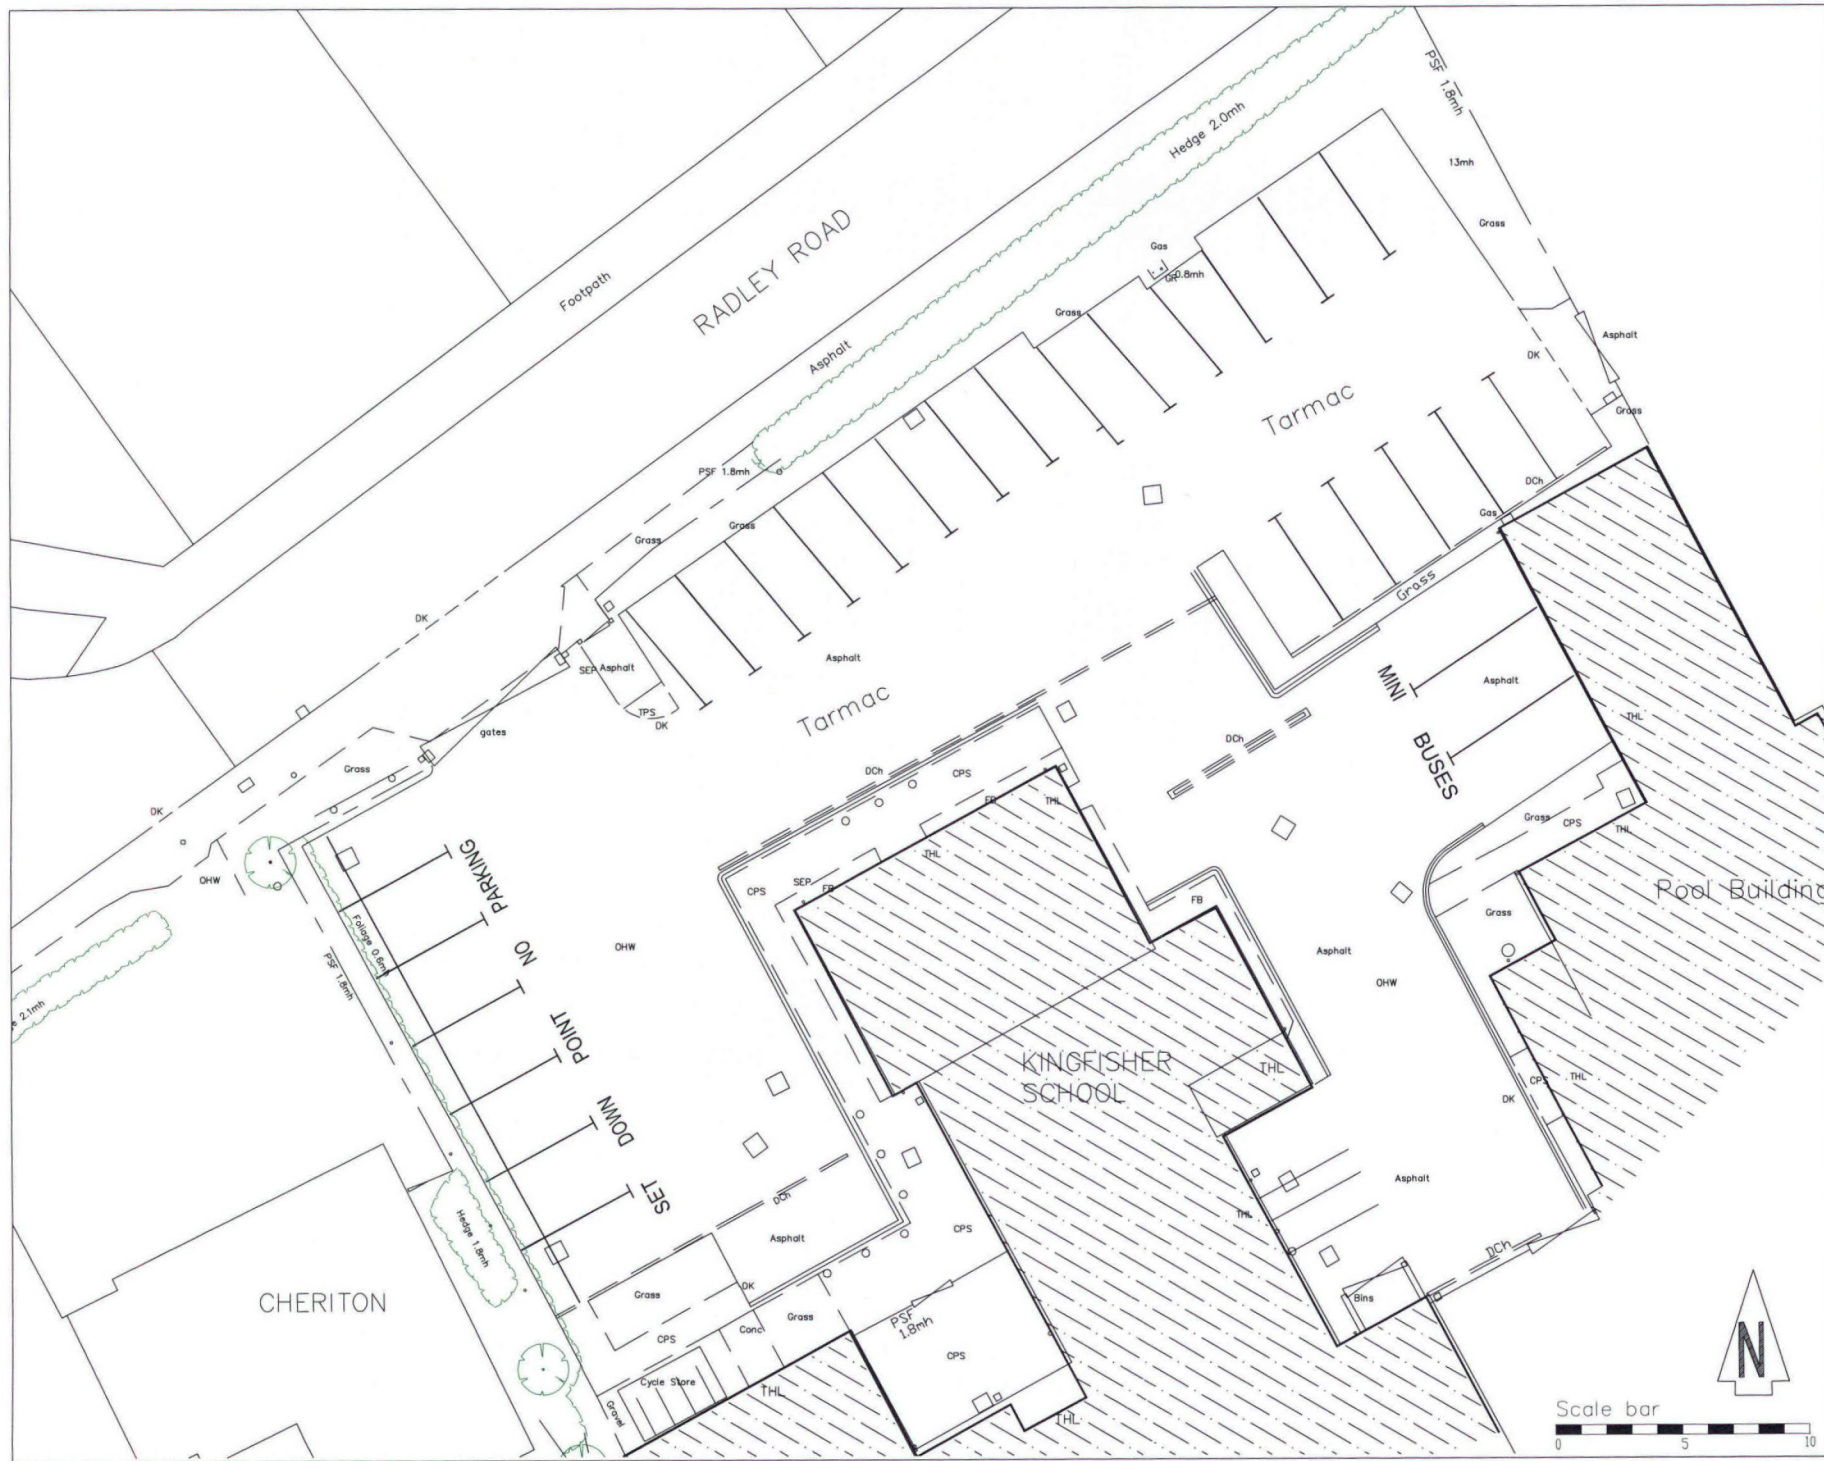 PSF 1.8mh
Hedge 2.0mh
13mh
RADLEY ROAD
Footpath
Grass
Gas
GR
0.8mh
Asphalt
Grass
Asphalt
DK
Tarmac
Grass
PSF 1.8mh
DCh
Gas
Grass
Grass
Grass
DK
Asphalt
SEP
Asphalt
TPS
DK
Tarmac
MINI
BUSES
Asphalt
THL
gates
Grass
DCh
DCh
CPS
FB
THL
DK
PARKING
NO
POINT
DOWN
SET
THL
SEP
FB
CPS
Grass
CPS
THL
OHW
Foliage 0.6mh
PSF 1.8mh
OHW
FB
Grass
Pool Building
Asphalt
OHW
e 2.1mh
KINGFISHER
SCHOOL
THL
CPS
THL
DK
DCh
Asphalt
CPS
Asphalt
THL
Hedge 1.8mh
DCh
CHERITON
Grass
DK
Conc
Grass
PSF
1.8mh
Bins
CPS
CPS
Cycle Store
THL
Gravel
THL
N
Scale bar
0 5 10